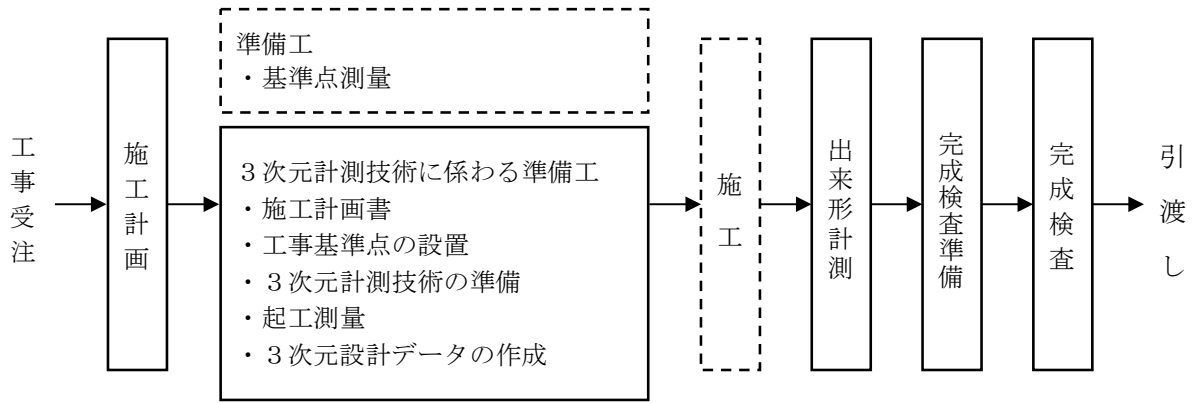 工事受注
施工計画
準備工
・基準点測量
３次元計測技術に係わる準備工
・施工計画書
・工事基準点の設置
・３次元計測技術の準備
・起工測量
・３次元設計データの作成
施工
出来形計測
完成検査準備
完成検査
引渡し